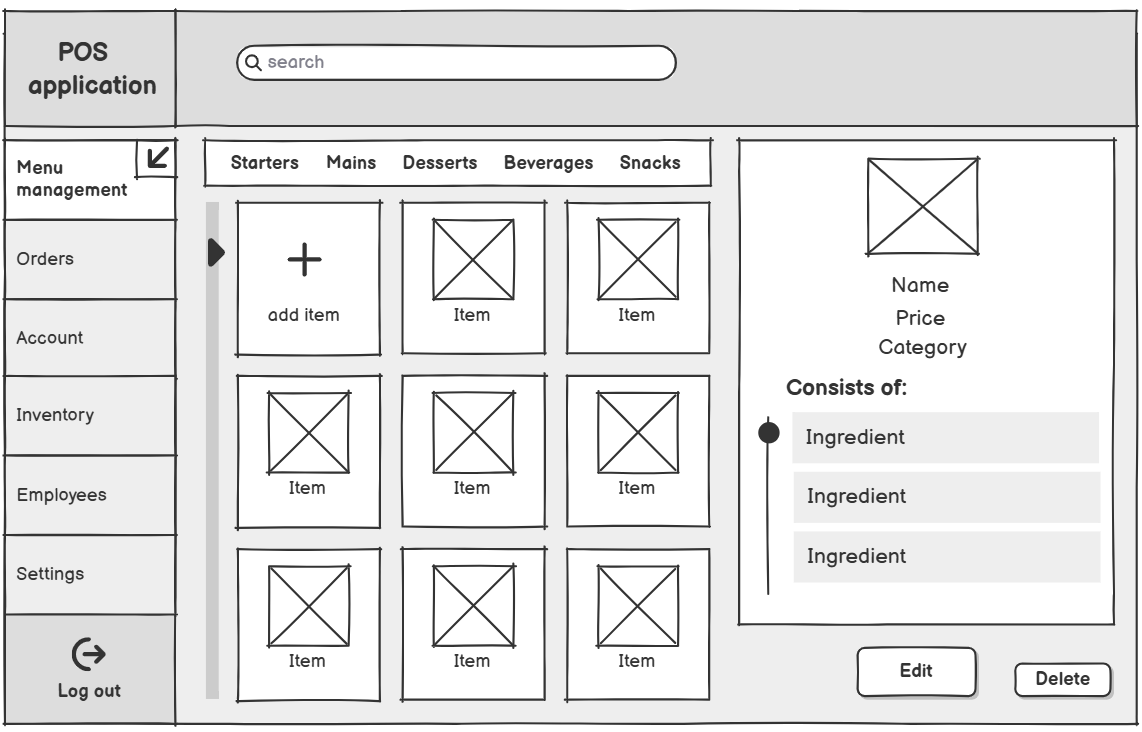 POS
application
search
Menu
management
Orders
Account
Inventory
Employees
Settings
Log out
Starters Mains Desserts Beverages Snacks
add item
Item
Item
Item
Item
Item
Item
Item
Item
Name
Price
Category
Consists of:
Ingredient
Ingredient
Ingredient
Edit
Delete